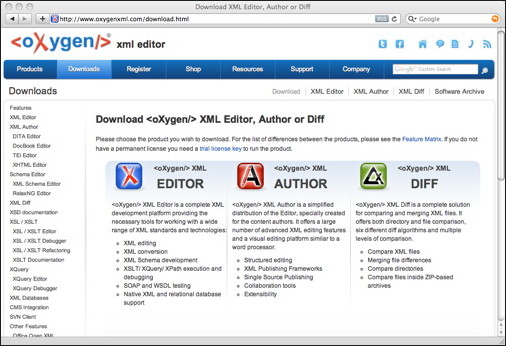 Download XML Editor, Author or Diff
http://www.oxygenxml.com/download.html
RSS
Google
<oXygen/> xml editor
Products
Downloads
Register
Shop
Resources
Support
Company
Google™ Custom Search
Downloads
Download
XML Editor
XML Author
XML Diff
Software Archive
Features
XML Editor
XML Author
DITA Editor
DocBook Editor
TEI Editor
XHTML Editor
Schema Editor
XML Schema Editor
RelaxNG Editor
XML Diff
XSD documentation
XSL / XSLT
XSL / XSLT Editor
XSL / XSLT Debugger
XSL / XSLT Refactoring
XSLT Documentation
XQuery
XQuery Editor
XQuery Debugger
XML Databases
CMS Integration
SVN Client
Other Features
Office Open XML
Download <oXygen/> XML Editor, Author or Diff
Please choose the product you wish to download. For the list of differences between the products, please see the Feature Matrix. If you do not
have a permanent license you need a trial license key to run the product.
<oXygen/> XML
EDITOR
<oXygen/> XML Editor is a complete XML
development platform providing the
necessary tools for working with a wide
range of XML standards and technologies:
XML editing
XML conversion
XML Schema development
XSLT/ XQuery/ XPath execution and
debugging
SOAP and WSDL testing
Native XML and relational database
support
<oXygen/> XML
AUTHOR
<oXygen/> XML Author is a simplified
distribution of the Editor, specially created
for the content authors. It offers a large
number of advanced XML editing features
and a visual editing platform similar to a
word processor.
Structured editing
XML Publishing Frameworks
Single Source Publishing
Collaboration tools
Extensibility
<oXygen/> XML
DIFF
<oXygen/> XML Diff is a complete solution
for comparing and merging XML files. It
offers both directory and file comparison,
six different diff algorithms and multiple
levels of comparison.
Compare XML files
Merging file differences
Compare directories
Compare files inside ZIP-based
archives